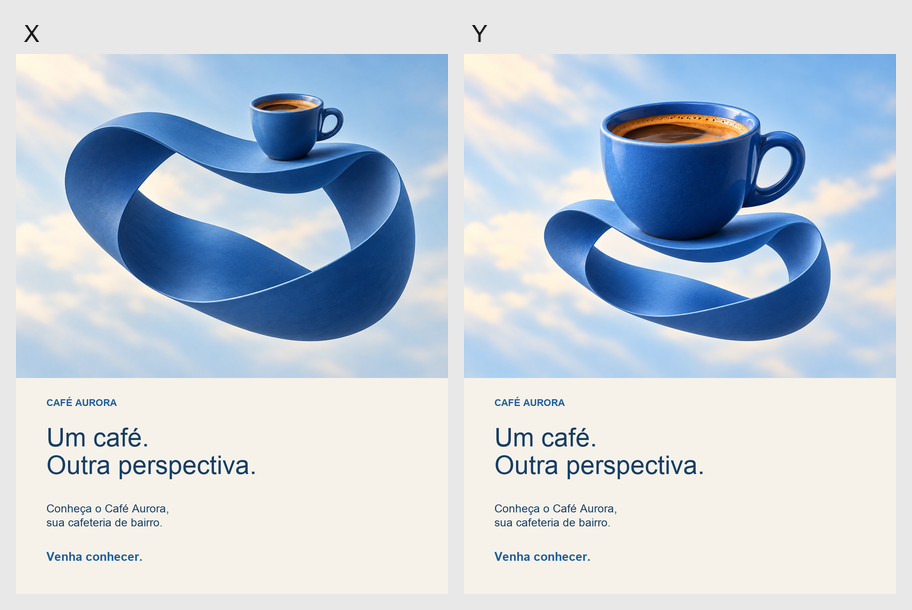 X
CAFÉ AURORA
Um café.
Outra perspectiva.
Conheça o Café Aurora,
sua cafeteria de bairro.
Venha conhecer.
Y
CAFÉ AURORA
Um café.
Outra perspectiva.
Conheça o Café Aurora,
sua cafeteria de bairro.
Venha conhecer.